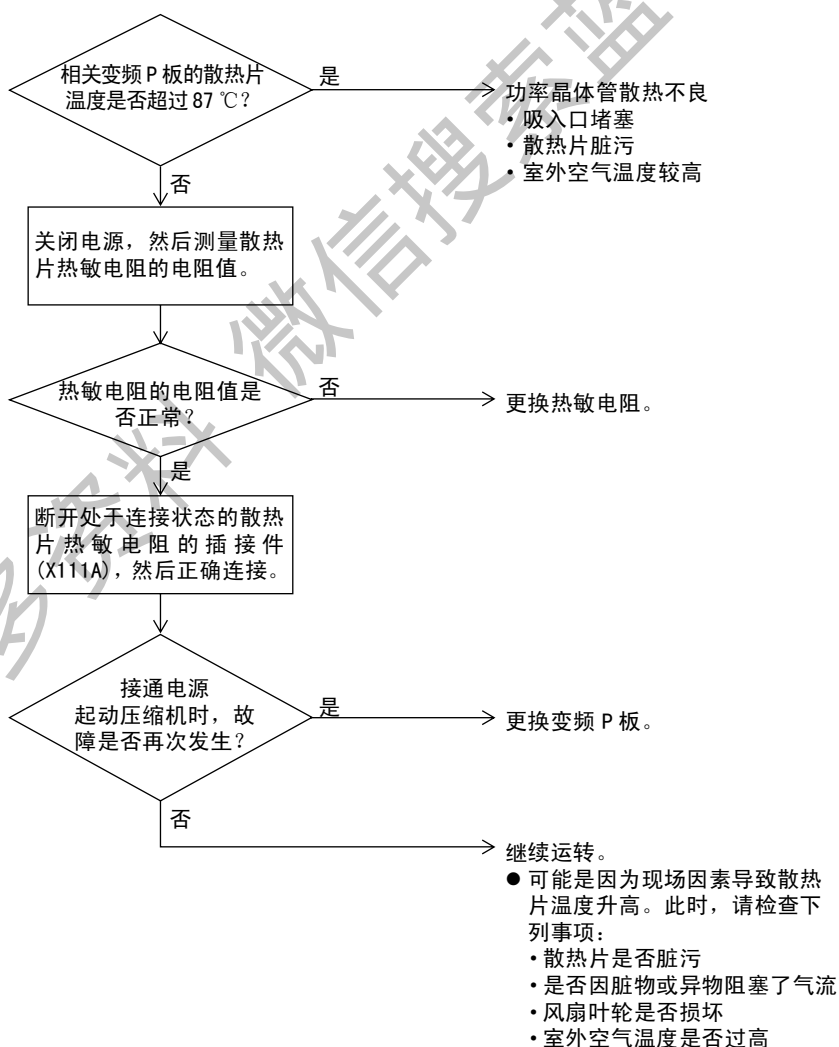 相关变频 P 板的散热片
温度是否超过 87 ℃？
是
功率晶体管散热不良
・吸入口堵塞
・散热片脏污
・室外空气温度较高
否
关闭电源，然后测量散热
片热敏电阻的电阻值。
热敏电阻的电阻值是
否正常？
否
更换热敏电阻。
是
断开处于连接状态的散热
片热敏电阻的插接件
(X111A)，然后正确连接。
接通电源
起动压缩机时，故
障是否再次发生？
是
更换变频 P 板。
否
继续运转。
● 可能是因为现场因素导致散热
片温度升高。此时，请检查下
列事项：
・散热片是否脏污
・是否因脏物或异物阻塞了气流
・风扇叶轮是否损坏
・室外空气温度是否过高
多资料 微信搜索蓝